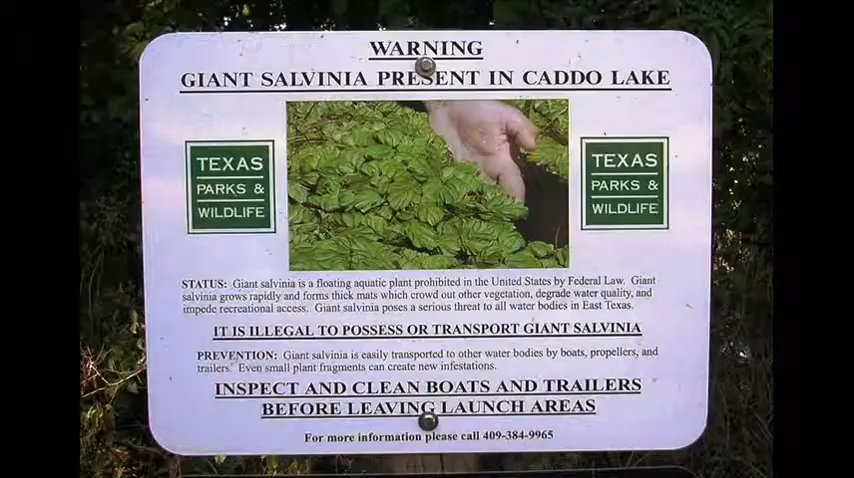 WARNING
GIANT SALVINIA PRESENT IN CADDO LAKE
TEXAS
PARKS &
WILDLIFE
TEXAS
PARKS &
WILDLIFE
STATUS: Giant salvinia is a floating aquatic plant prohibited in the United States by Federal Law. Giant
salvinia grows rapidly and forms thick mats which crowd out other vegetation, degrade water quality, and
impede recreational access. Giant salvinia poses a serious threat to all water bodies in East Texas.
IT IS ILLEGAL TO POSSESS OR TRANSPORT GIANT SALVINIA
PREVENTION: Giant salvinia is easily transported to other water bodies by boats, propellers, and
trailers. Even small plant fragments can create new infestations.
INSPECT AND CLEAN BOATS AND TRAILERS
BEFORE LEAVING LAUNCH AREAS
For more information please call 409-384-9965